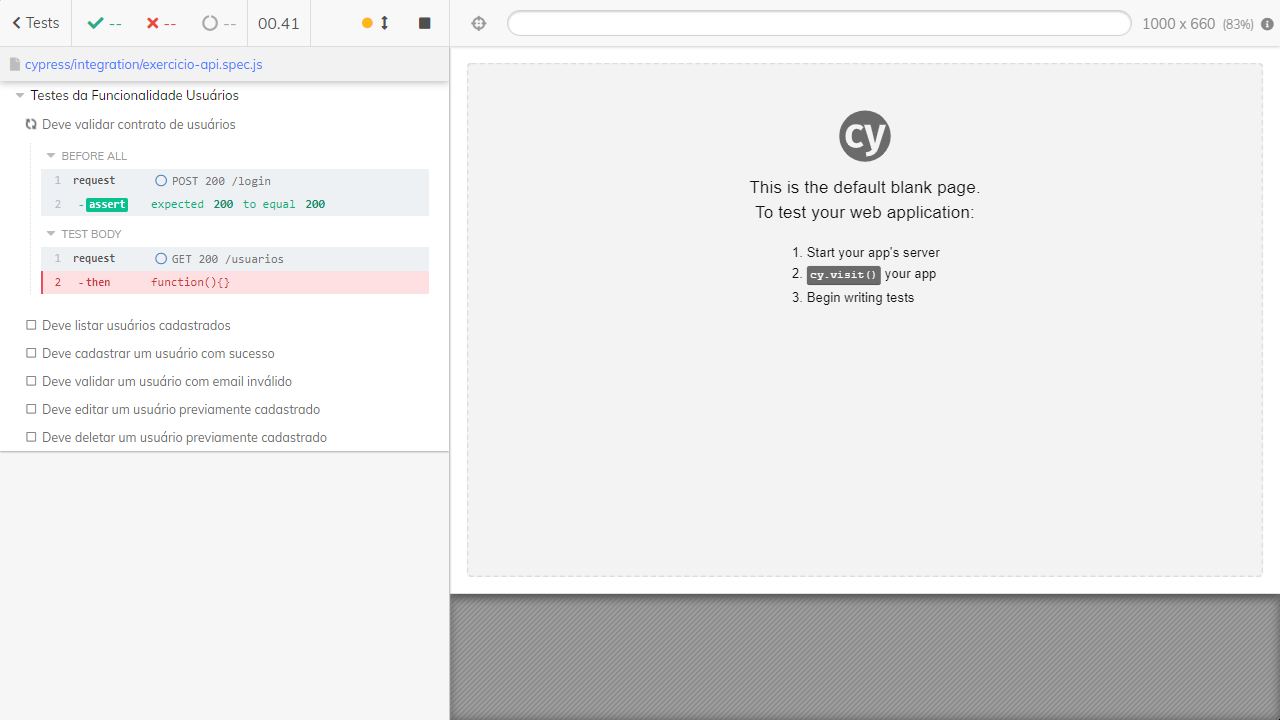 Tests
--
--
--
00.41
1000 x 660 (83%)
cypress/integration/exercicio-api.spec.js
Testes da Funcionalidade Usuários
Deve validar contrato de usuários
BEFORE ALL
1 request POST 200 /login
2 -assert expected 200 to equal 200
TEST BODY
1 request GET 200 /usuarios
2 -then function(){}
Deve listar usuários cadastrados
Deve cadastrar um usuário com sucesso
Deve validar um usuário com email inválido
Deve editar um usuário previamente cadastrado
Deve deletar um usuário previamente cadastrado
cy
This is the default blank page.
To test your web application:
1. Start your app's server
2. cy.visit() your app
3. Begin writing tests